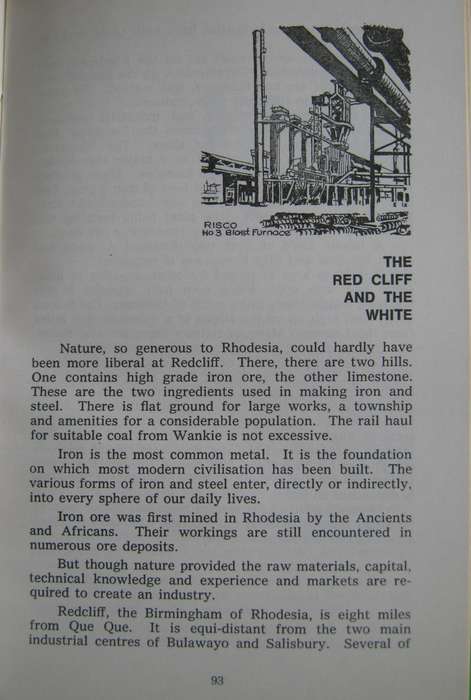 RISCO
No 3 Blast Furnace
THE
RED CLIFF
AND THE
WHITE
Nature, so generous to Rhodesia, could hardly have
been more liberal at Redcliff. There, there are two hills.
One contains high grade iron ore, the other limestone.
These are the two ingredients used in making iron and
steel. There is flat ground for large works, a township
and amenities for a considerable population. The rail haul
for suitable coal from Wankie is not excessive.
Iron is the most common metal. It is the foundation
on which most modern civilisation has been built. The
various forms of iron and steel enter, directly or indirectly,
into every sphere of our daily lives.
Iron ore was first mined in Rhodesia by the Ancients
and Africans. Their workings are still encountered in
numerous ore deposits.
But though nature provided the raw materials, capital,
technical knowledge and experience and markets are re-
quired to create an industry.
Redcliff, the Birmingham of Rhodesia, is eight miles
from Que Que. It is equi-distant from the two main
industrial centres of Bulawayo and Salisbury. Several of
93